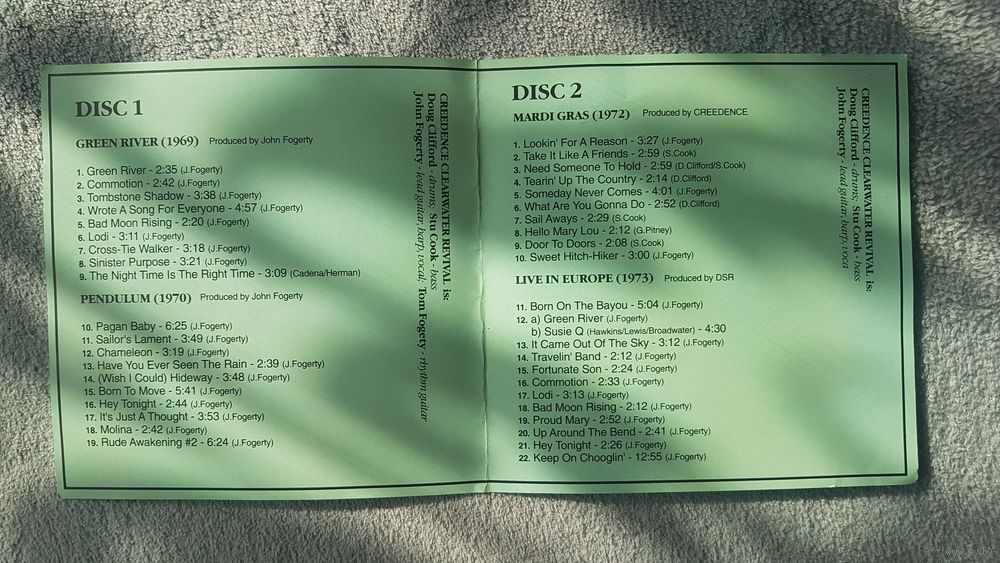 DISC 1
GREEN RIVER (1969) Produced by John Fogerty
1. Green River - 2:35 (J.Fogerty)
2. Commotion - 2:42 (J.Fogerty)
3. Tombstone Shadow - 3:38 (J.Fogerty)
4. Wrote A Song For Everyone - 4:57 (J.Fogerty)
5. Bad Moon Rising - 2:20 (J.Fogerty)
6. Lodi - 3:11 (J.Fogerty)
7. Cross-Tie Walker - 3:18 (J.Fogerty)
8. Sinister Purpose - 3:21 (J.Fogerty)
9. The Night Time Is The Right Time - 3:09 (Cadena/Herman)
PENDULUM (1970) Produced by John Fogerty
10. Pagan Baby - 6:25 (J.Fogerty)
11. Sailor's Lament - 3:49 (J.Fogerty)
12. Chameleon - 3:19 (J.Fogerty)
13. Have You Ever Seen The Rain - 2:39 (J.Fogerty)
14. (Wish I Could) Hideway - 3:48 (J.Fogerty)
15. Born To Move - 5:41 (J.Fogerty)
16. Hey Tonight - 2:44 (J.Fogerty)
17. It's Just A Thought - 3:53 (J.Fogerty)
18. Molina - 2:42 (J.Fogerty)
19. Rude Awakening #2 - 6:24 (J.Fogerty)
CREEDENCE CLEARWATER REVIVAL is:
Doug Clifford - drums; Stu Cook - bass
John Fogerty - lead guitar, harp, vocal; Tom Fogety - rhythm guitar
DISC 2
MARDI GRAS (1972) Produced by CREEDENCE
1. Lookin' For A Reason - 3:27 (J.Fogerty)
2. Take It Like A Friends - 2:59 (S.Cook)
3. Need Someone To Hold - 2:59 (D.Clifford/S.Cook)
4. Tearin' Up The Country - 2:14 (D.Clifford)
5. Someday Never Comes - 4:01 (J.Fogerty)
6. What Are You Gonna Do - 2:52 (D.Clifford)
7. Sail Aways - 2:29 (S.Cook)
8. Hello Mary Lou - 2:12 (G.Pitney)
9. Door To Doors - 2:08 (S.Cook)
10. Sweet Hitch-Hiker - 3:00 (J.Fogerty)
LIVE IN EUROPE (1973) Produced by DSR
11. Born On The Bayou - 5:04 (J.Fogerty)
12. a) Green River (J.Fogerty)
b) Susie Q (Hawkins/Lewis/Broadwater) - 4:30
13. It Came Out Of The Sky - 3:12 (J.Fogerty)
14. Travelin' Band - 2:12 (J.Fogerty)
15. Fortunate Son - 2:24 (J.Fogerty)
16. Commotion - 2:33 (J.Fogerty)
17. Lodi - 3:13 (J.Fogerty)
18. Bad Moon Rising - 2:12 (J.Fogerty)
19. Proud Mary - 2:52 (J.Fogerty)
20. Up Around The Bend - 2:41 (J.Fogerty)
21. Hey Tonight - 2:26 (J.Fogerty)
22. Keep On Chooglin' - 12:55 (J.Fogerty)
CREEDENCE CLEARWATER REVIVAL is:
Doug Clifford - drums; Stu Cook - bass
John Fogerty - lead guitar, harp, voca